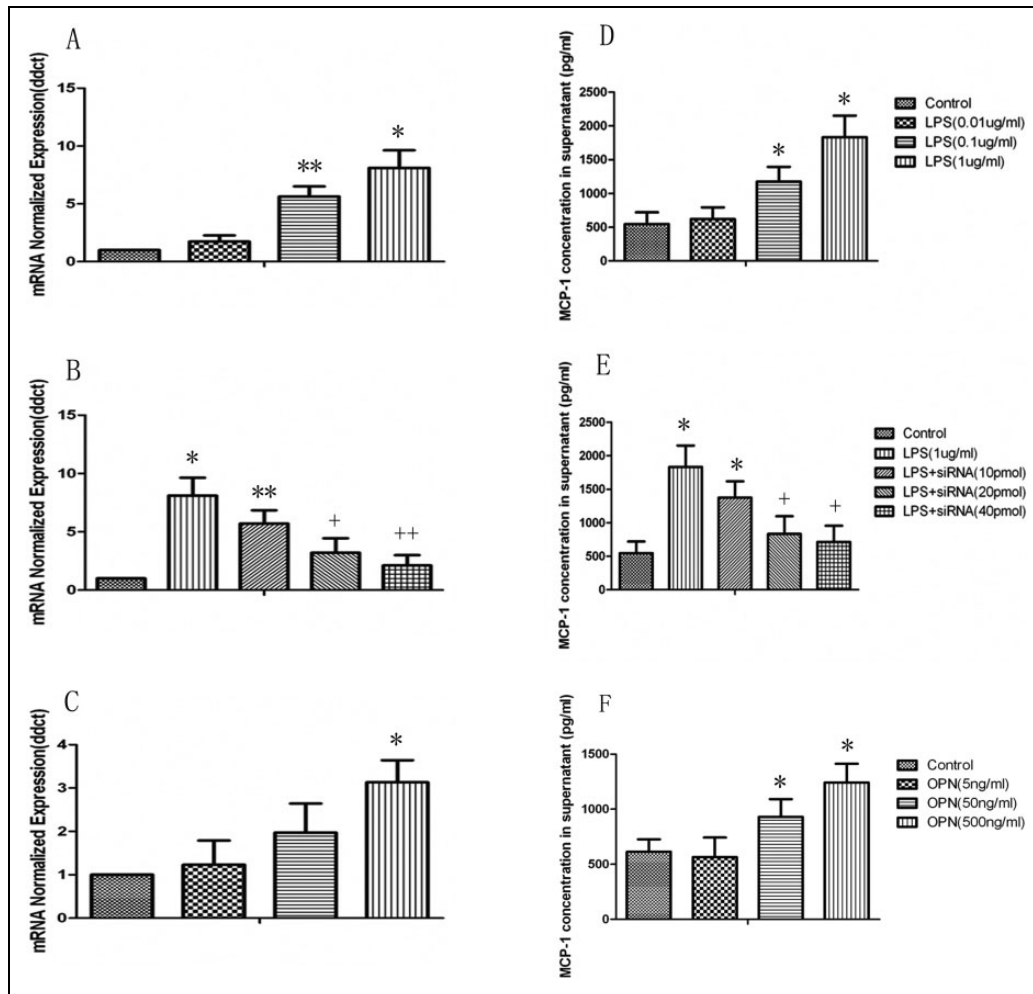 A
mRNA Normalized Expression(ddct)
15
10
5
0
**
*
D
MCP-1 concentration in supernatant (pg/ml)
2500
2000
1500
1000
500
0
*
*
Control
LPS(0.01ug/ml)
LPS(0.1ug/ml)
LPS(1ug/ml)
B
mRNA Normalized Expression(ddct)
15
10
5
0
*
**
+
++
E
MCP-1 concentration in supernatant (pg/ml)
2500
2000
1500
1000
500
0
*
*
+
+
Control
LPS(1ug/ml)
LPS+siRNA(10pmol)
LPS+siRNA(20pmol)
LPS+siRNA(40pmol)
C
mRNA Normalized Expression(ddct)
4
3
2
1
0
*
F
MCP-1 concentration in supernatant (pg/ml)
1500
1000
500
0
*
*
Control
OPN(5ng/ml)
OPN(50ng/ml)
OPN(500ng/ml)